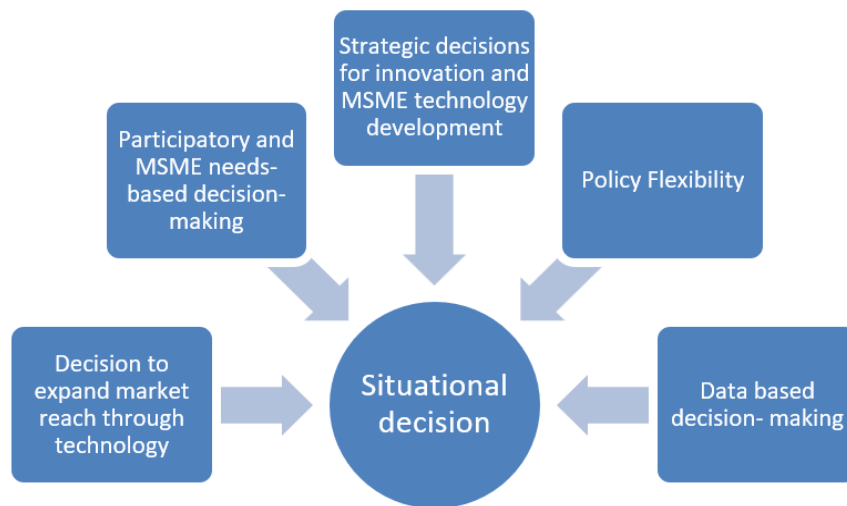 Strategic decisions
for innovation and
MSME technology
development
Participatory and
MSME needs-
based decision-
making
Policy Flexibility
Decision to
expand market
reach through
technology
Situational
decision
Data based
decision- making